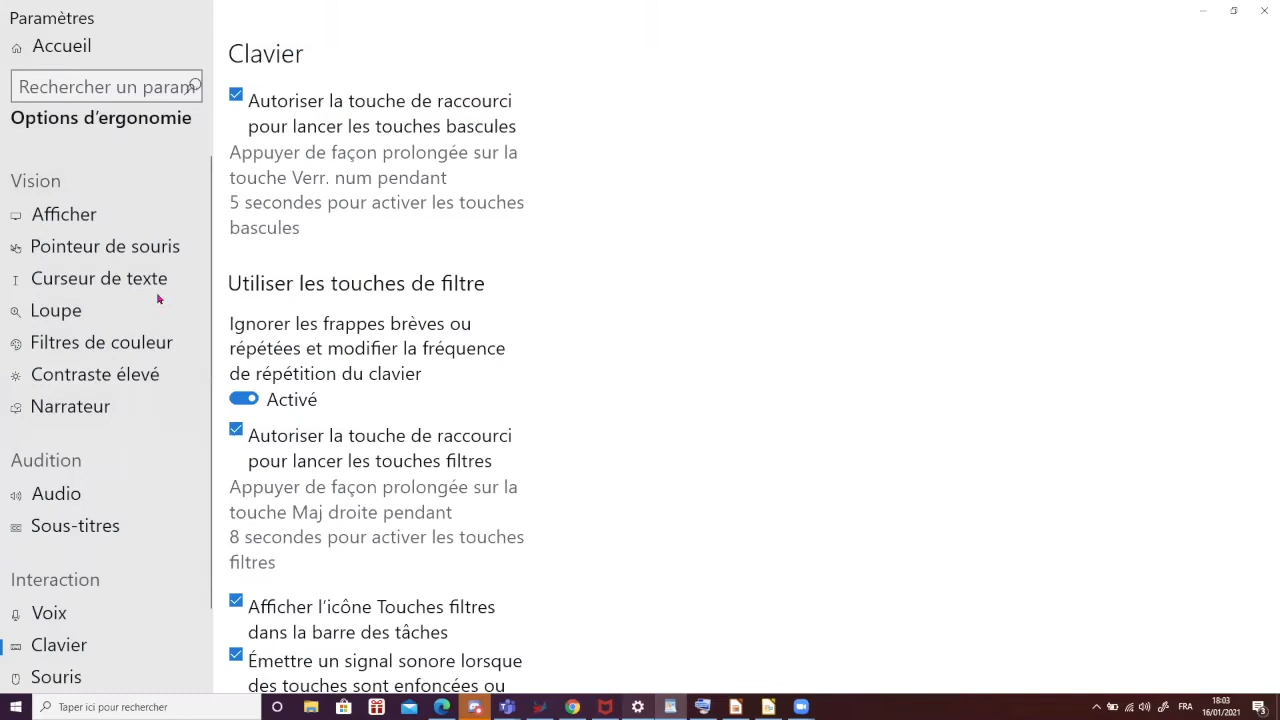 Paramètres
Accueil
Rechercher un param
Options d'ergonomie
Vision
Afficher
Pointeur de souris
Curseur de texte
Loupe
Filtres de couleur
Contraste élevé
Narrateur
Audition
Audio
Sous-titres
Interaction
Voix
Clavier
Souris
Clavier
Autoriser la touche de raccourci
pour lancer les touches bascules
Appuyer de façon prolongée sur la
touche Verr. num pendant
5 secondes pour activer les touches
bascules
Utiliser les touches de filtre
Ignorer les frappes brèves ou
répétées et modifier la fréquence
de répétition du clavier
Activé
Autoriser la touche de raccourci
pour lancer les touches filtres
Appuyer de façon prolongée sur la
touche Maj droite pendant
8 secondes pour activer les touches
filtres
Afficher l'icône Touches filtres
dans la barre des tâches
Émettre un signal sonore lorsque
des touches sont enfoncées ou
Taper ici pour rechercher
FRA
18:03
16/01/2021
3